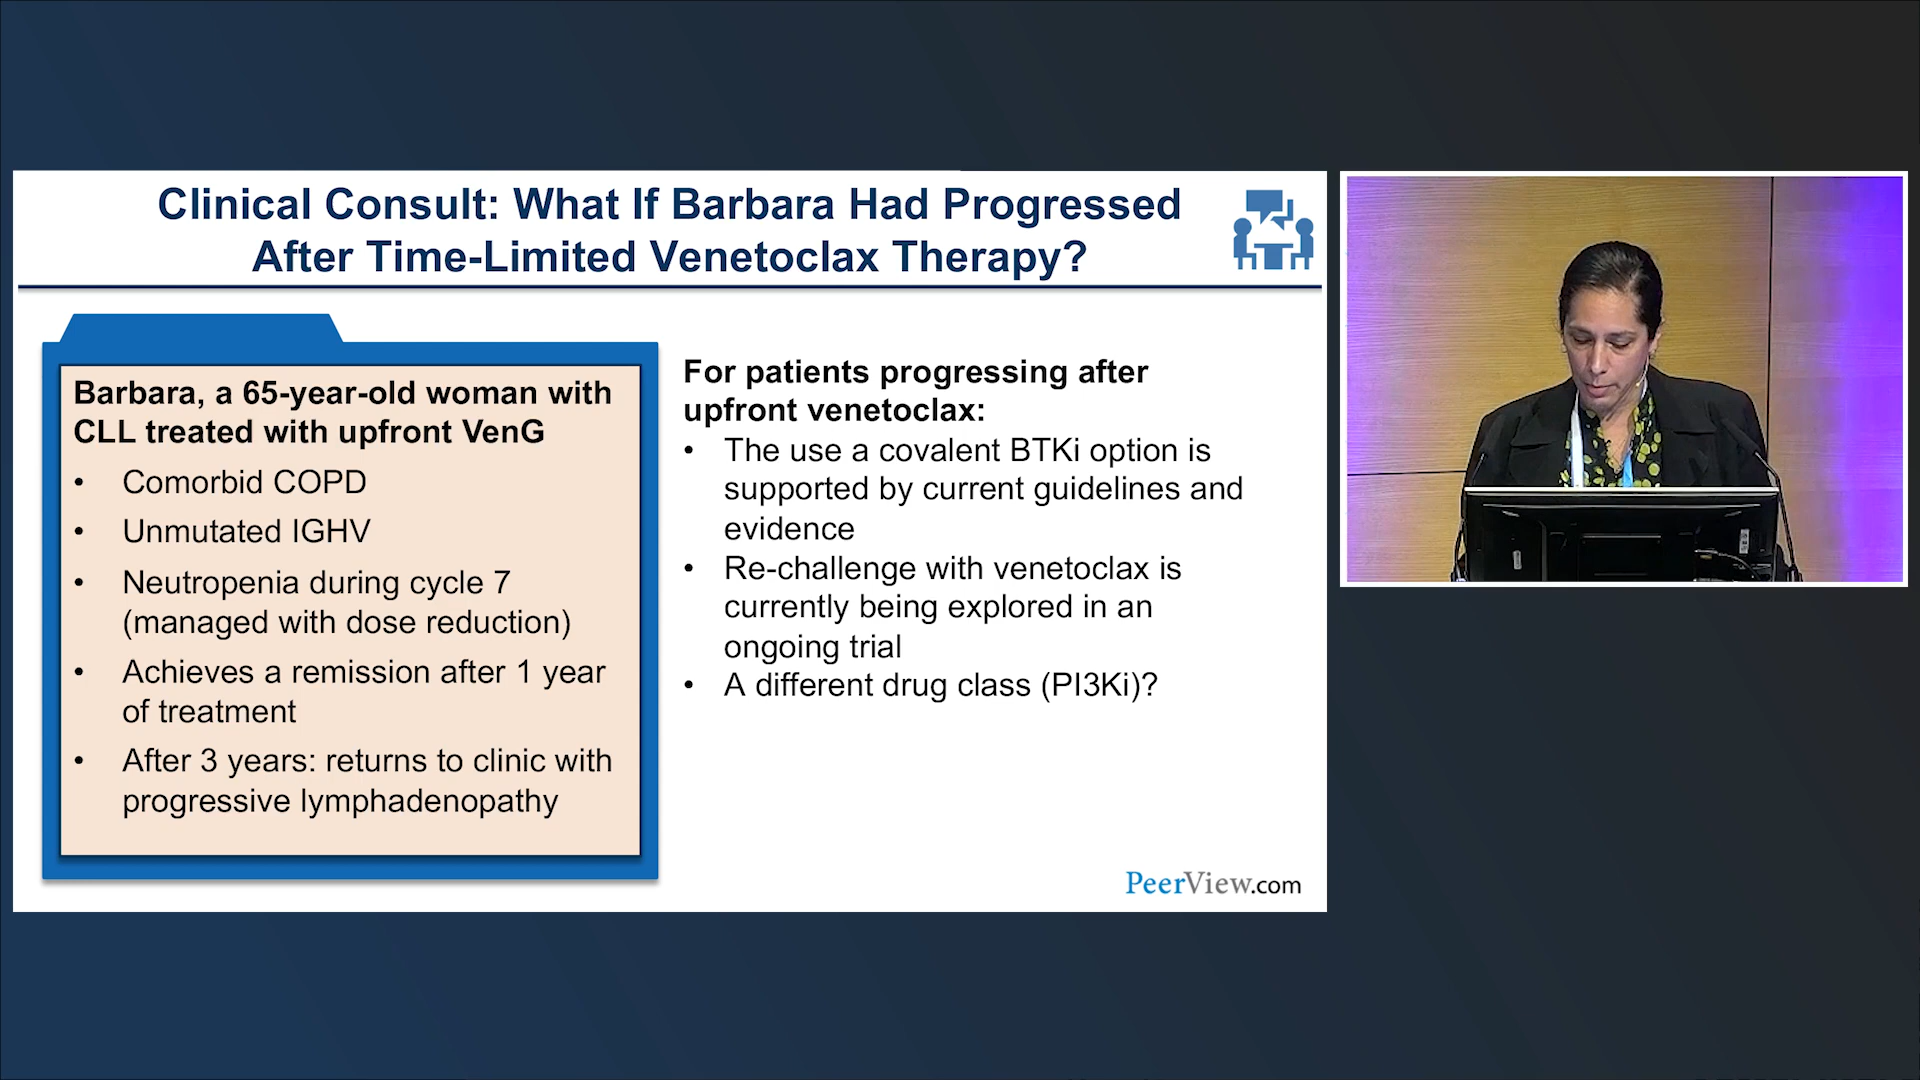 Clinical Consult: What If Barbara Had Progressed
After Time-Limited Venetoclax Therapy?
Barbara, a 65-year-old woman with
CLL treated with upfront VenG
• Comorbid COPD
• Unmutated IGHV
• Neutropenia during cycle 7
(managed with dose reduction)
• Achieves a remission after 1 year
of treatment
• After 3 years: returns to clinic with
progressive lymphadenopathy
For patients progressing after
upfront venetoclax:
• The use a covalent BTKi option is
supported by current guidelines and
evidence
• Re-challenge with venetoclax is
currently being explored in an
ongoing trial
• A different drug class (PI3Ki)?
PeerView.com